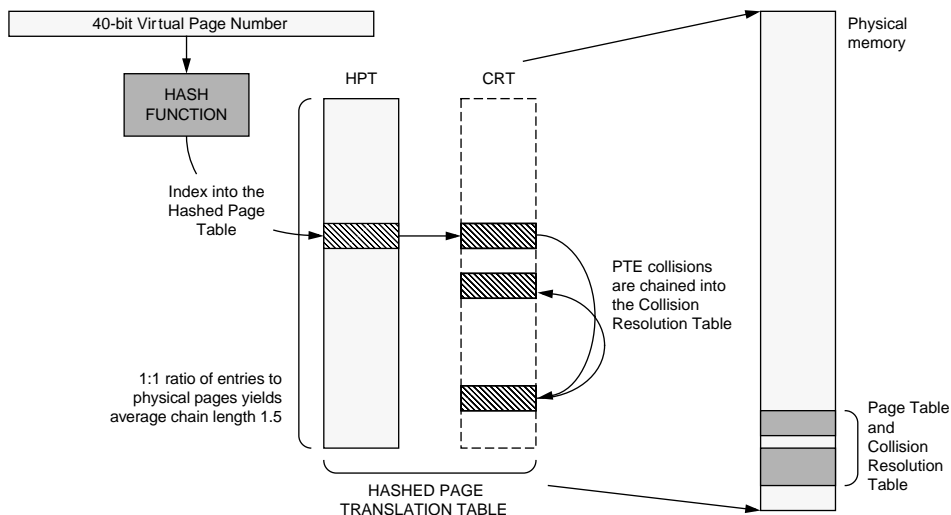 40-bit Virtual Page Number
Physical
memory
HPT
CRT
HASH
FUNCTION
Index into the
Hashed Page
Table
PTE collisions
are chained into
the Collision
Resolution Table
1:1 ratio of entries to
physical pages yields
average chain length 1.5
Page Table
and
Collision
Resolution
Table
HASHED PAGE
TRANSLATION TABLE